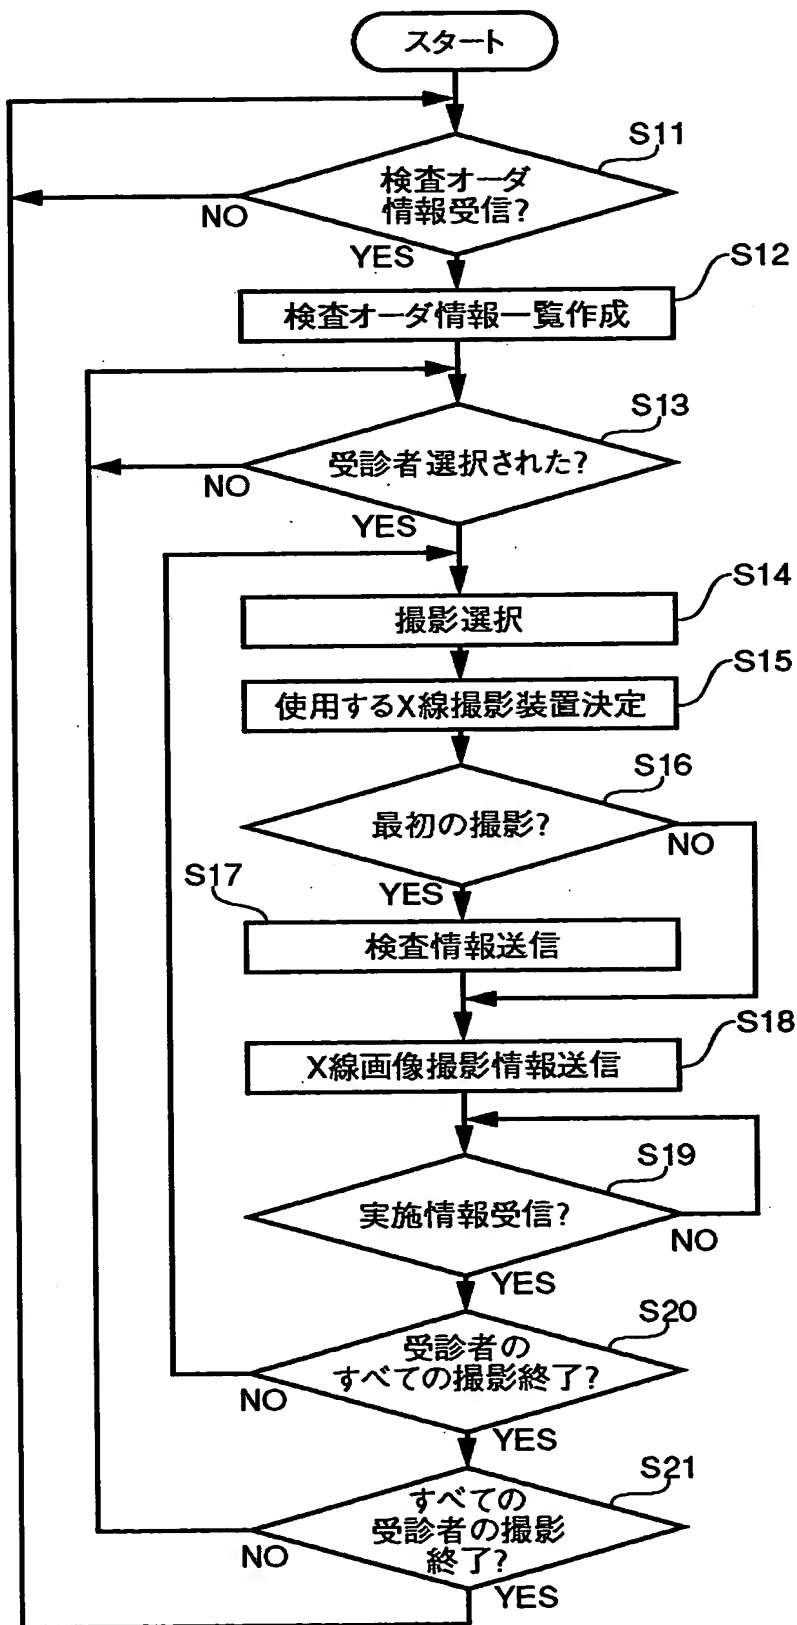 スタート
S11
検査オーダ
情報受信?
NO
YES
S12
検査オーダ情報一覧作成
S13
受診者選択された?
NO
YES
S14
撮影選択
S15
使用するX線撮影装置決定
S16
最初の撮影?
NO
YES
S17
検査情報送信
S18
X線画像撮影情報送信
S19
実施情報受信?
NO
YES
S20
受診者の
すべての撮影終了?
NO
YES
S21
すべての
受診者の撮影
終了?
NO
YES